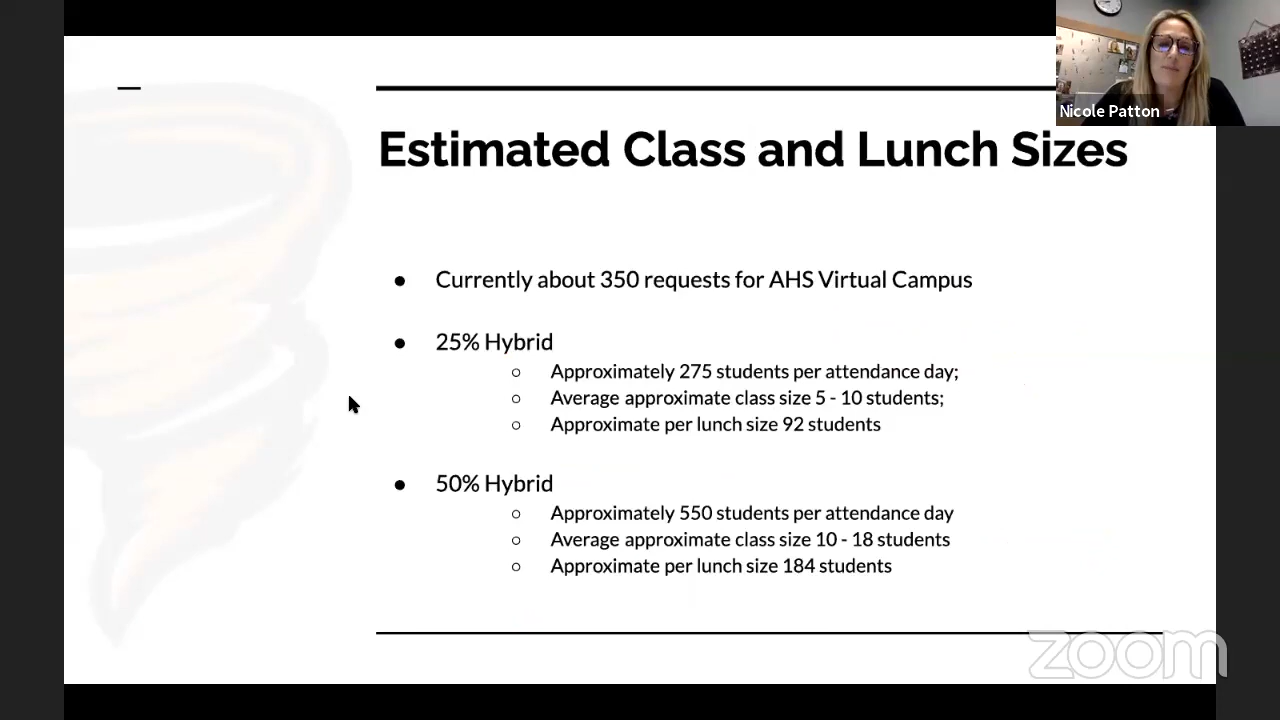 Nicole Patton
Estimated Class and Lunch Sizes
● Currently about 350 requests for AHS Virtual Campus
● 25% Hybrid
○ Approximately 275 students per attendance day;
○ Average approximate class size 5 - 10 students;
○ Approximate per lunch size 92 students
● 50% Hybrid
○ Approximately 550 students per attendance day
○ Average approximate class size 10 - 18 students
○ Approximate per lunch size 184 students
zoom